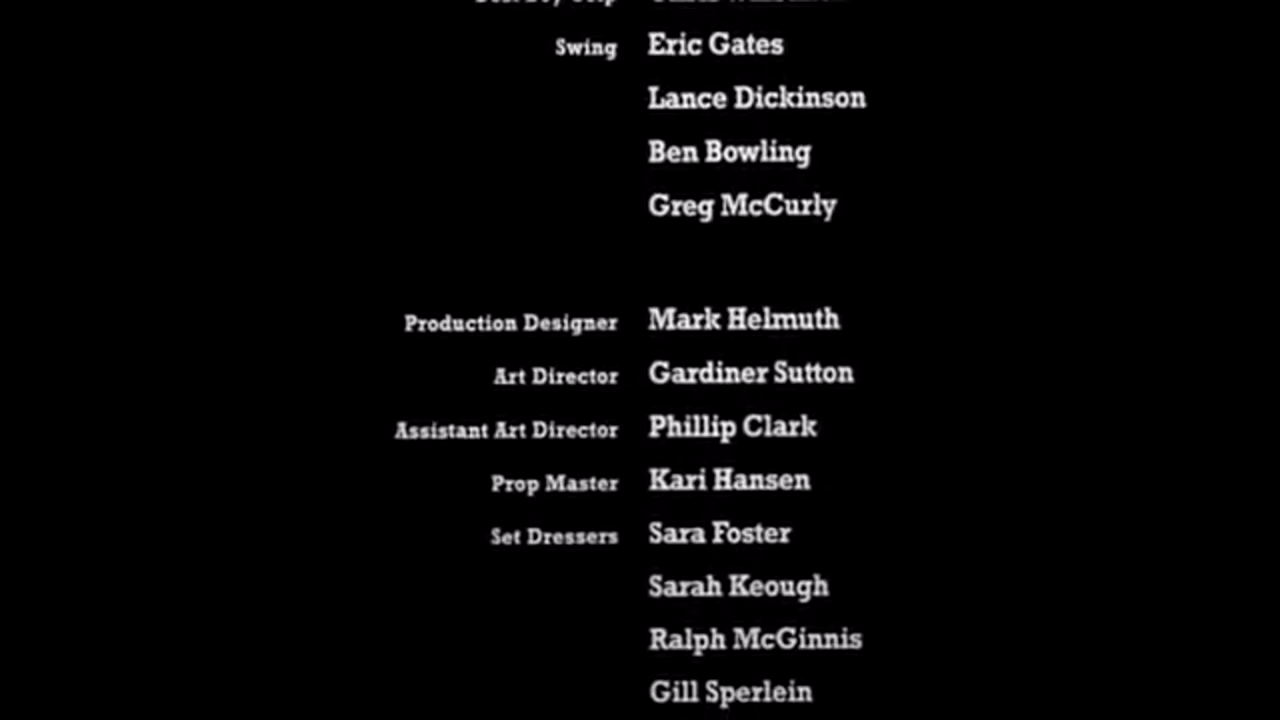 Swing Eric Gates
Lance Dickinson
Ben Bowling
Greg McCurly
Production Designer Mark Helmuth
Art Director Gardiner Sutton
Assistant Art Director Phillip Clark
Prop Master Kari Hansen
Set Dressers Sara Foster
Sarah Keough
Ralph McGinnis
Gill Sperlein